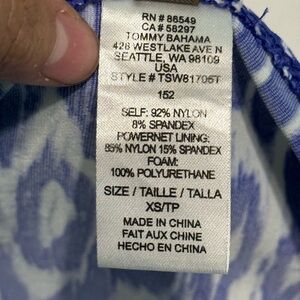 RN # 86549
CA # 58297
TOMMY BAHAMA
428 WESTLAKE AVE N
SEATTLE, WA 98109
USA
STYLE # TSW81705T
152
SELF: 92% NYLON
8% SPANDEX
POWERNET LINING:
85% NYLON 15% SPANDEX
FOAM:
100% POLYURETHANE
SIZE / TAILLE / TALLA
XS/TP
MADE IN CHINA
FAIT AUX CHINE
HECHO EN CHINA